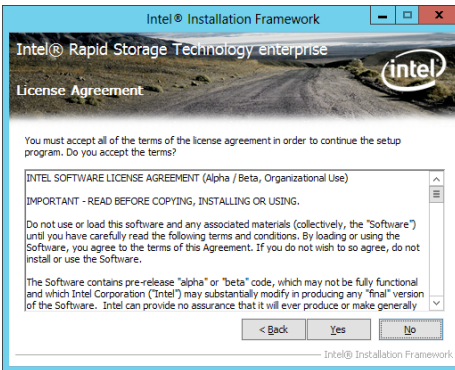 Intel® Installation Framework
Intel® Rapid Storage Technology enterprise
intel
License Agreement
You must accept all of the terms of the license agreement in order to continue the setup
program. Do you accept the terms?
INTEL SOFTWARE LICENSE AGREEMENT (Alpha / Beta, Organizational Use)
IMPORTANT - READ BEFORE COPYING, INSTALLING OR USING.
Do not use or load this software and any associated materials (collectively, the "Software")
until you have carefully read the following terms and conditions. By loading or using the
Software, you agree to the terms of this Agreement. If you do not wish to so agree, do not
install or use the Software.
The Software contains pre-release "alpha" or "beta" code, which may not be fully functional
and which Intel Corporation ("Intel") may substantially modify in producing any "final" version
of the Software. Intel can provide no assurance that it will ever produce or make generally
< Back
Yes
No
Intel® Installation Framework